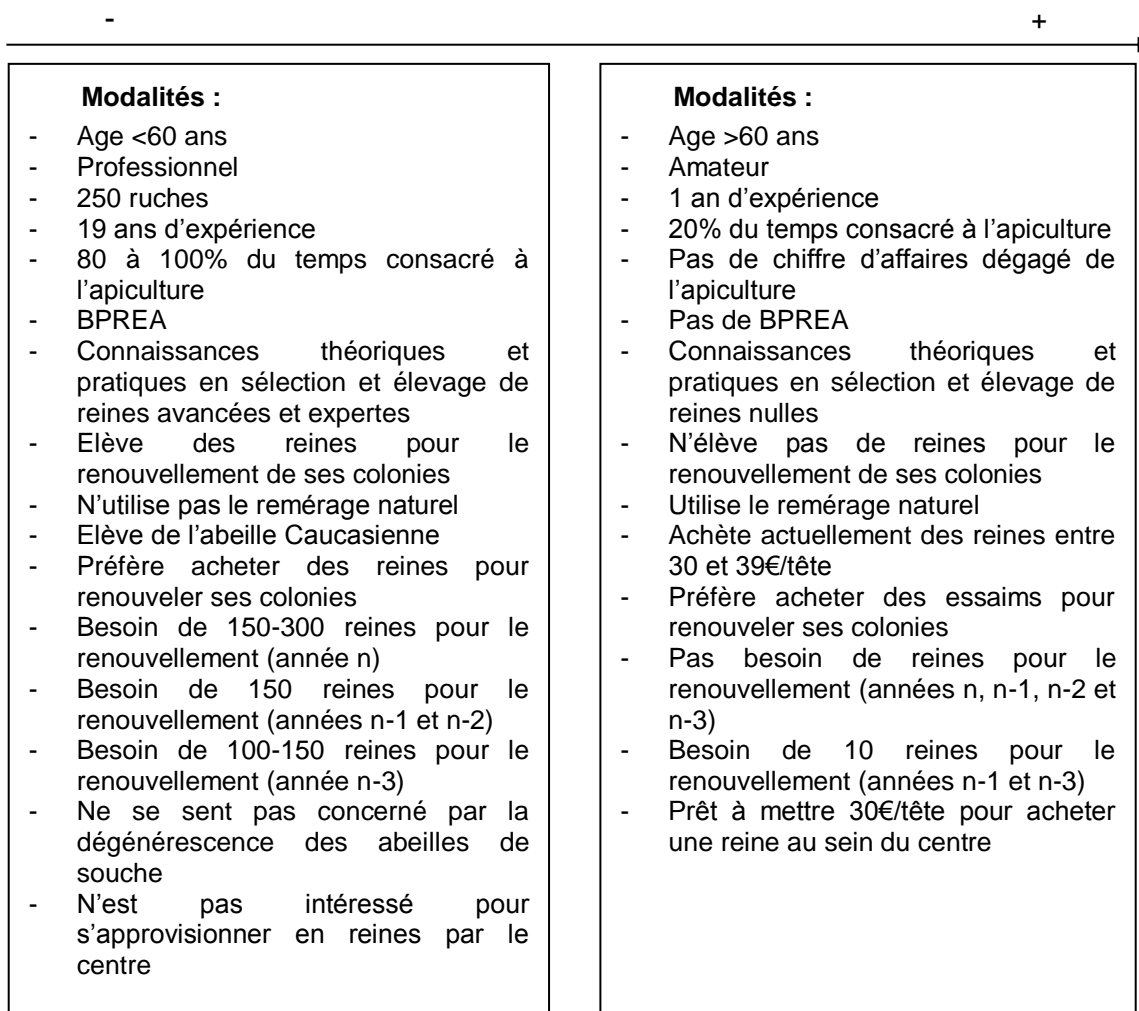 -
+
Modalités :
- Age <60 ans
- Professionnel
- 250 ruches
- 19 ans d’expérience
- 80 à 100% du temps consacré à
l’apiculture
- BPREA
- Connaissances théoriques et
pratiques en sélection et élevage de
reines avancées et expertes
- Elève des reines pour le
renouvellement de ses colonies
- N’utilise pas le remérage naturel
- Elève de l’abeille Caucasienne
- Préfère acheter des reines pour
renouveler ses colonies
- Besoin de 150-300 reines pour le
renouvellement (année n)
- Besoin de 150 reines pour le
renouvellement (années n-1 et n-2)
- Besoin de 100-150 reines pour le
renouvellement (année n-3)
- Ne se sent pas concerné par la
dégénérescence des abeilles de
souche
- N’est pas intéressé pour
s’approvisionner en reines par le
centre
Modalités :
- Age >60 ans
- Amateur
- 1 an d’expérience
- 20% du temps consacré à l’apiculture
- Pas de chiffre d’affaires dégagé de
l’apiculture
- Pas de BPREA
- Connaissances théoriques et
pratiques en sélection et élevage de
reines nulles
- N’élève pas de reines pour le
renouvellement de ses colonies
- Utilise le remérage naturel
- Achète actuellement des reines entre
30 et 39€/tête
- Préfère acheter des essaims pour
renouveler ses colonies
- Pas besoin de reines pour le
renouvellement (années n, n-1, n-2 et
n-3)
- Besoin de 10 reines pour le
renouvellement (années n-1 et n-3)
- Prêt à mettre 30€/tête pour acheter
une reine au sein du centre